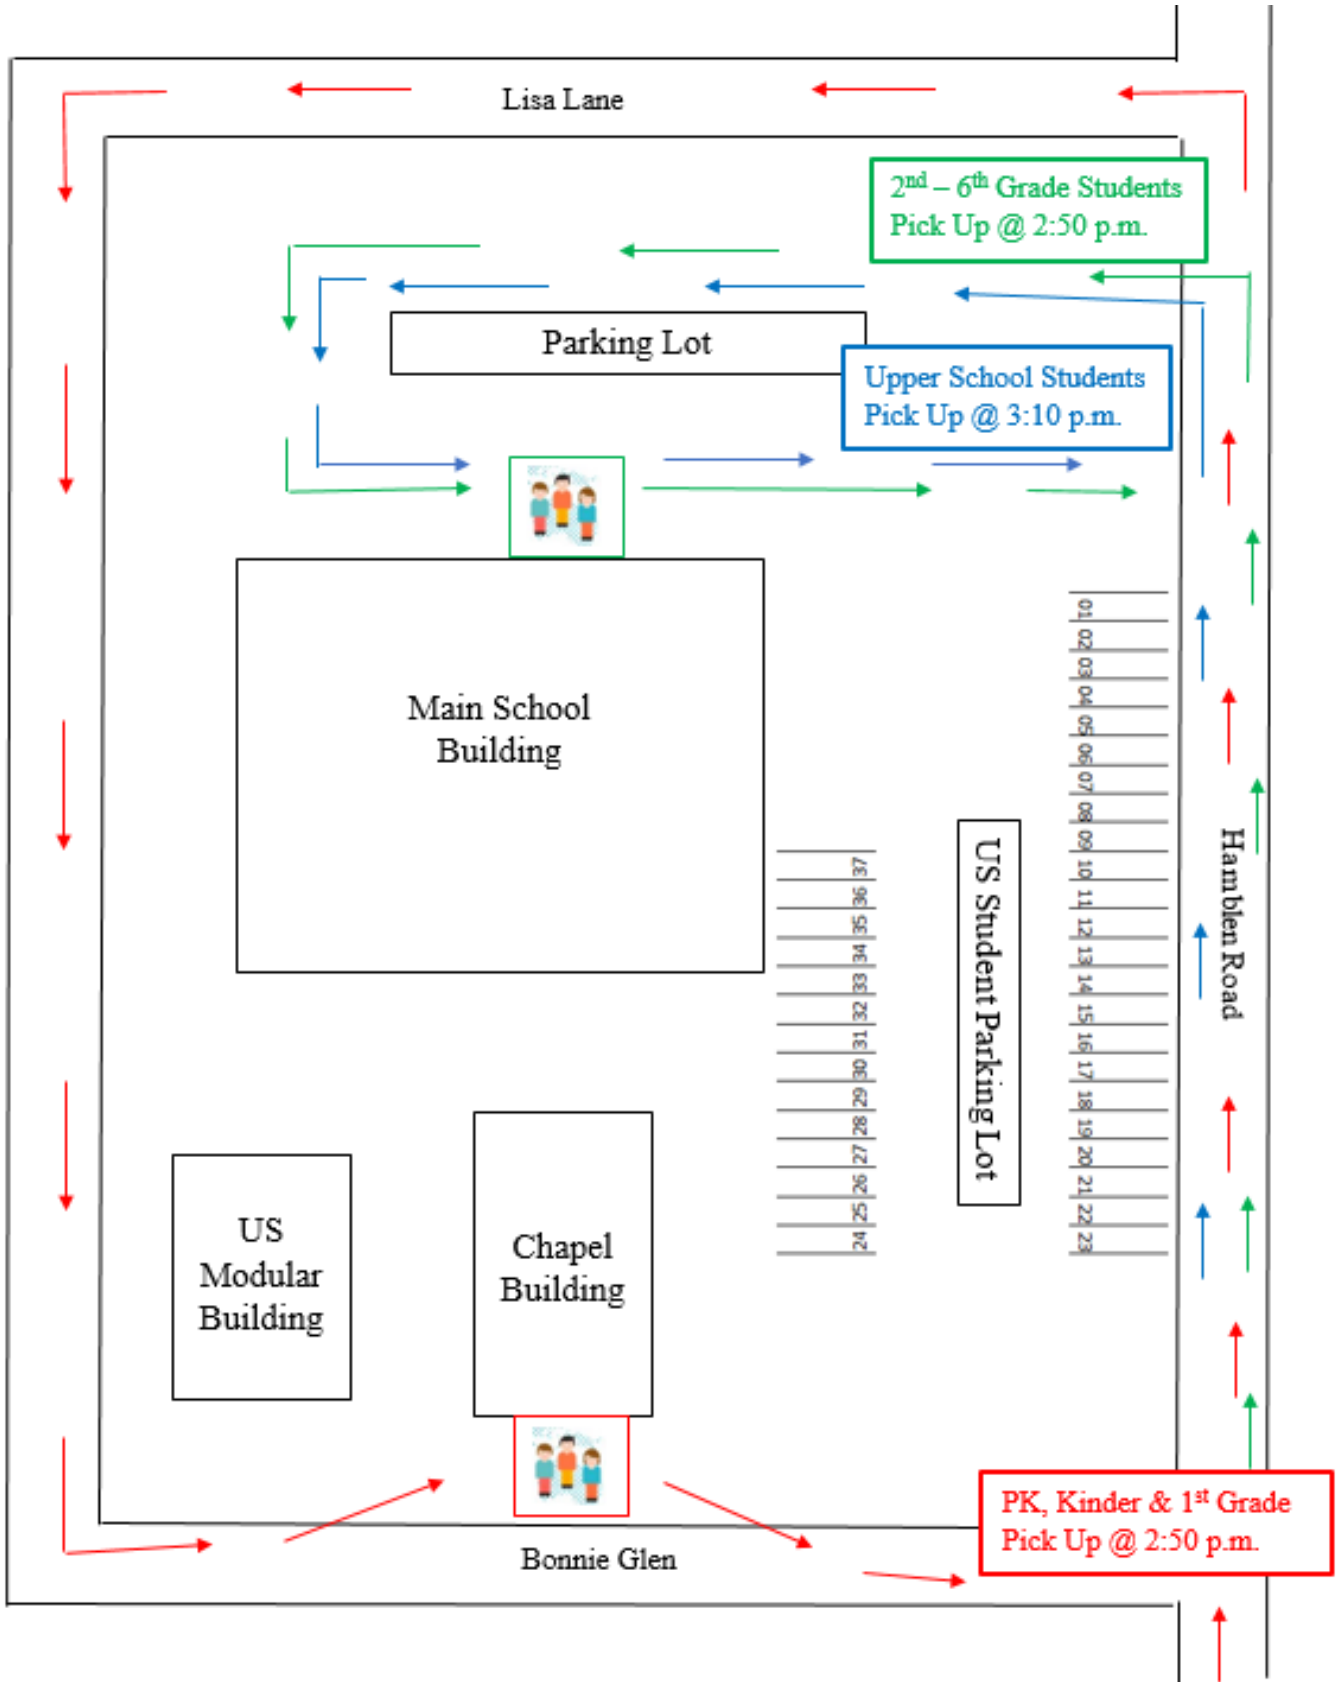 Lisa Lane
2nd – 6th Grade Students
Pick Up @ 2:50 p.m.
Parking Lot
Upper School Students
Pick Up @ 3:10 p.m.
Main School
Building
01
02
03
04
05
06
07
08
09
10
11
12
13
14
15
16
17
18
19
20
21
22
23
37
36
35
34
33
32
31
30
29
28
27
26
25
24
US Student Parking Lot
Hamblen Road
US
Modular
Building
Chapel
Building
PK, Kinder & 1st Grade
Pick Up @ 2:50 p.m.
Bonnie Glen